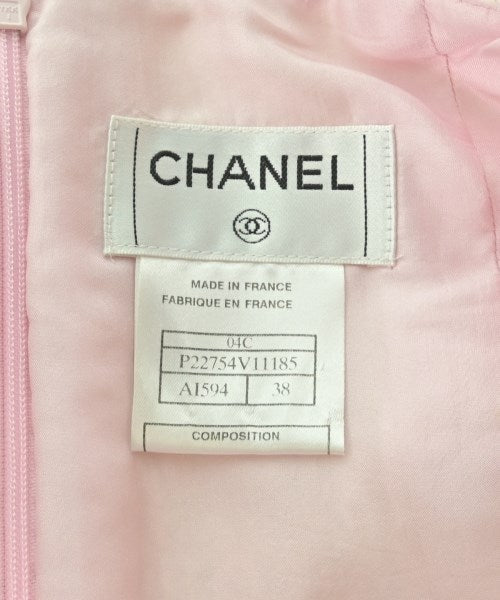 CHANEL
MADE IN FRANCE
FABRIQUE EN FRANCE
04C
P22754V11185
AI594 38
COMPOSITION